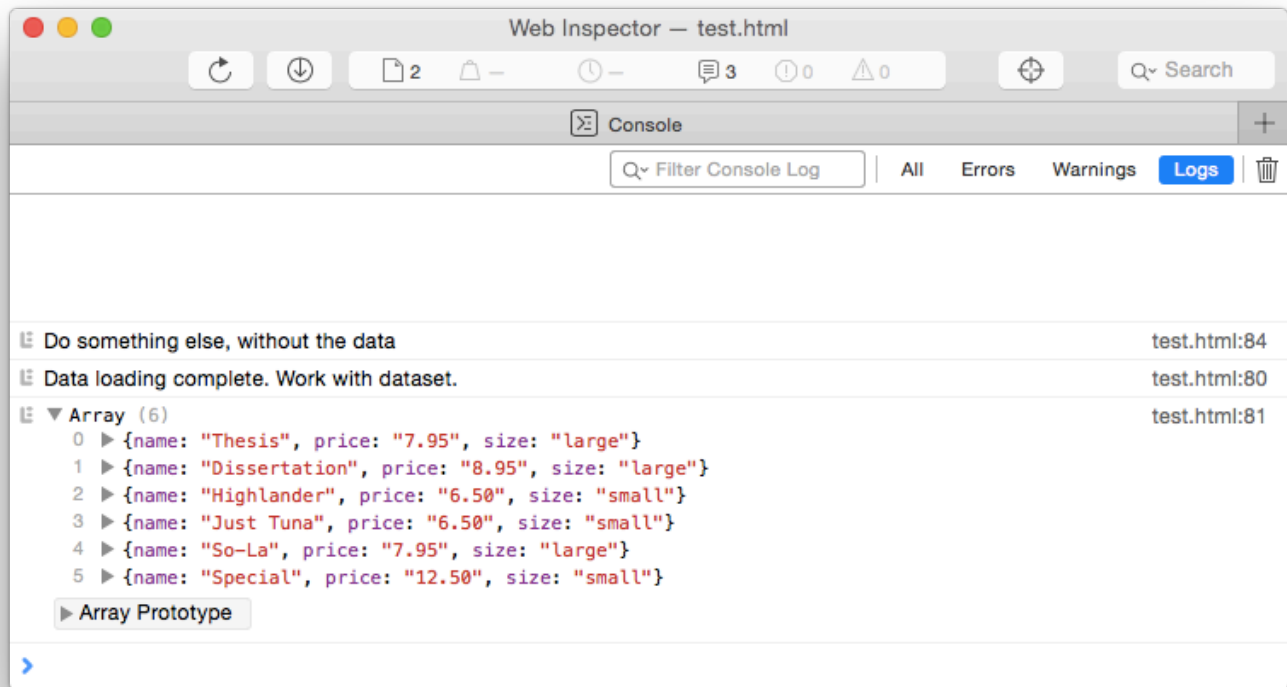 Web Inspector — test.html
2 — — 3 0 0 Search
Console
Filter Console Log All Errors Warnings Logs
Do something else, without the data test.html:84
Data loading complete. Work with dataset. test.html:80
Array (6) test.html:81
0 {name: "Thesis", price: "7.95", size: "large"}
1 {name: "Dissertation", price: "8.95", size: "large"}
2 {name: "Highlander", price: "6.50", size: "small"}
3 {name: "Just Tuna", price: "6.50", size: "small"}
4 {name: "So-La", price: "7.95", size: "large"}
5 {name: "Special", price: "12.50", size: "small"}
Array Prototype